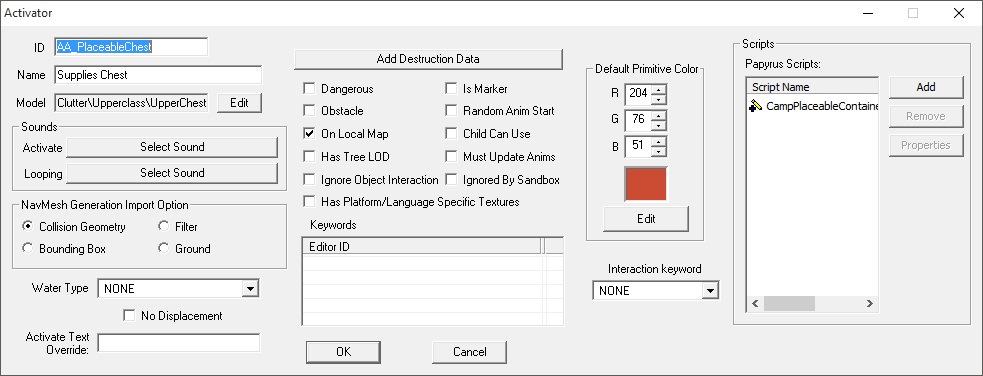 Activator
ID AA_PlaceableChest
Name Supplies Chest
Model Clutter\Upperclass\UpperChest Edit
Sounds
Activate Select Sound
Looping Select Sound
NavMesh Generation Import Option
Collision Geometry Filter
Bounding Box Ground
Water Type NONE
No Displacement
Activate Text
Override:
Add Destruction Data
Dangerous Is Marker
Obstacle Random Anim Start
On Local Map Child Can Use
Has Tree LOD Must Update Anims
Ignore Object Interaction Ignored By Sandbox
Has Platform/Language Specific Textures
Keywords
Editor ID
OK Cancel
Default Primitive Color
R 204
G 76
B 51
Edit
Interaction keyword
NONE
Scripts
Papyrus Scripts:
Script Name
CampPlaceableContaine
Add
Remove
Properties